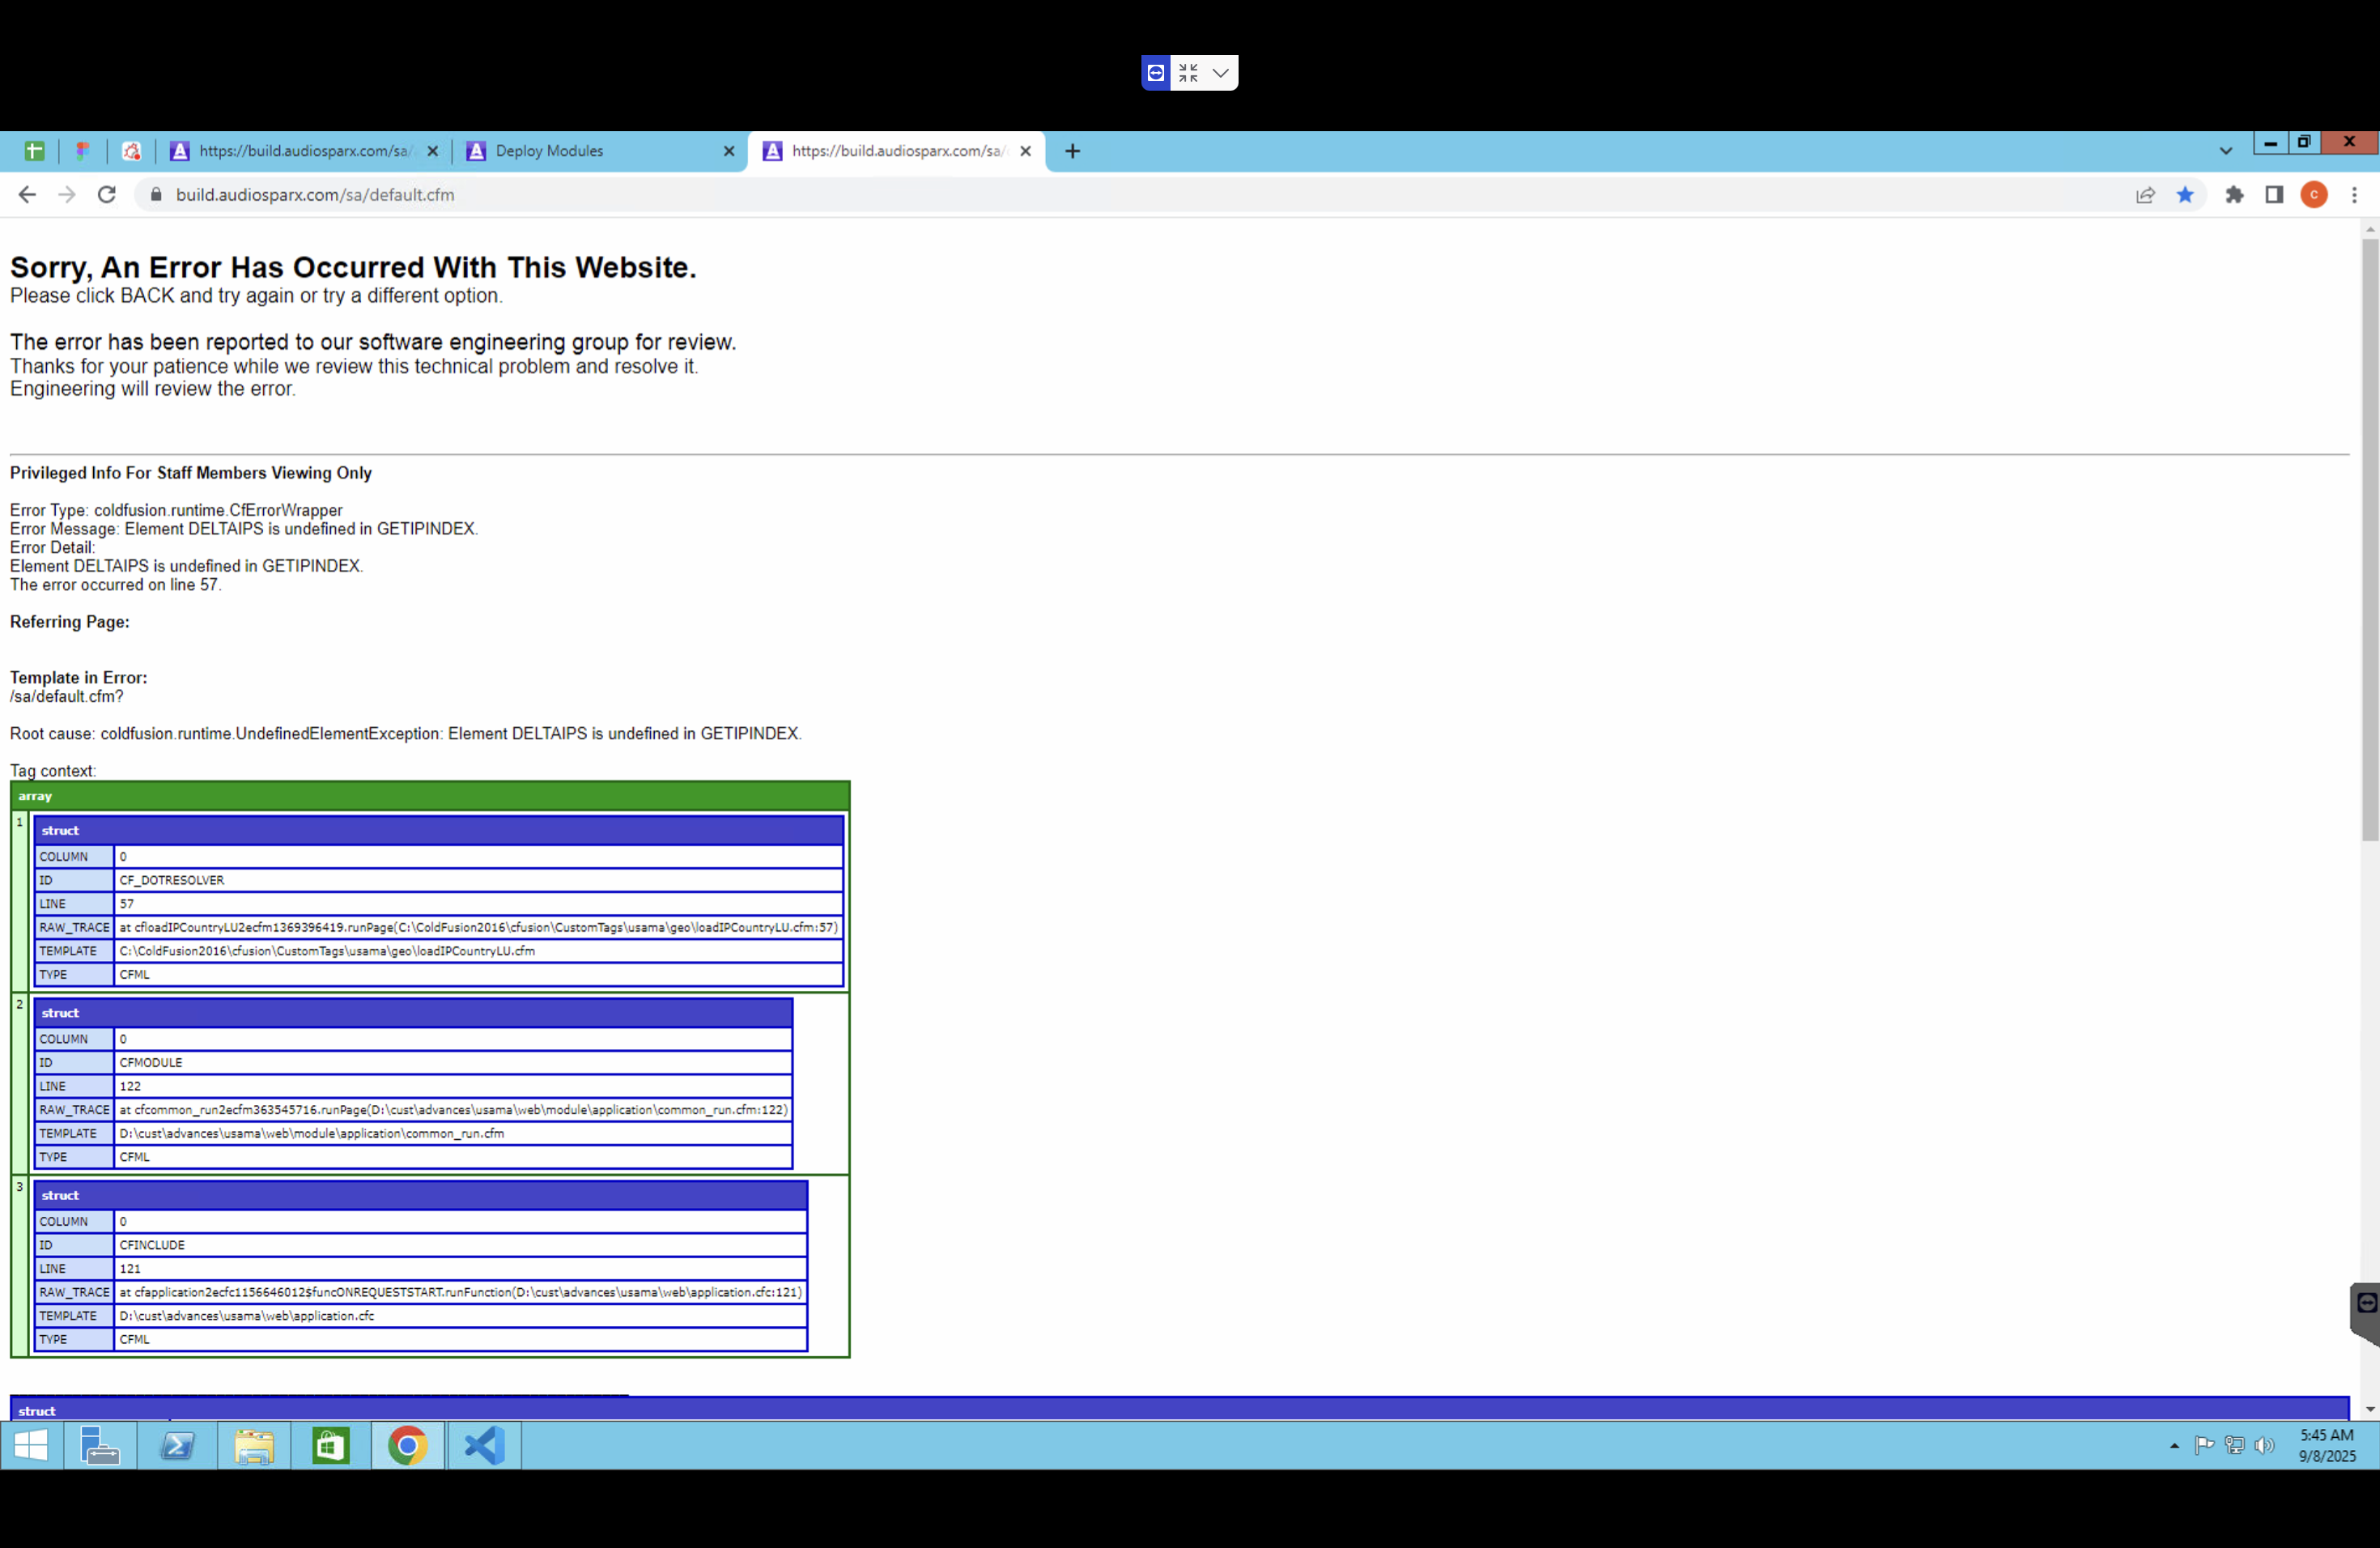 https://build.audiosparx.com/sa/
Deploy Modules
https://build.audiosparx.com/sa/
build.audiosparx.com/sa/default.cfm
C
Sorry, An Error Has Occurred With This Website.
Please click BACK and try again or try a different option.
The error has been reported to our software engineering group for review.
Thanks for your patience while we review this technical problem and resolve it.
Engineering will review the error.
Privileged Info For Staff Members Viewing Only
Error Type: coldfusion.runtime.CfErrorWrapper
Error Message: Element DELTAIPS is undefined in GETIPINDEX.
Error Detail:
Element DELTAIPS is undefined in GETIPINDEX.
The error occurred on line 57.
Referring Page:
Template in Error:
/sa/default.cfm?
Root cause: coldfusion.runtime.UndefinedElementException: Element DELTAIPS is undefined in GETIPINDEX.
Tag context:
array
1
struct
COLUMN 0
ID CF_DOTRESOLVER
LINE 57
RAW_TRACE at cfloadIPCountryLU2ecfm1369396419.runPage(C:\ColdFusion2016\cfusion\CustomTags\usama\geo\loadIPCountryLU.cfm:57)
TEMPLATE C:\ColdFusion2016\cfusion\CustomTags\usama\geo\loadIPCountryLU.cfm
TYPE CFML
2
struct
COLUMN 0
ID CFMODULE
LINE 122
RAW_TRACE at cfcommon_run2ecfm363545716.runPage(D:\cust\advances\usama\web\module\application\common_run.cfm:122)
TEMPLATE D:\cust\advances\usama\web\module\application\common_run.cfm
TYPE CFML
3
struct
COLUMN 0
ID CFINCLUDE
LINE 121
RAW_TRACE at cfapplication2ecfc1156646012$funcONREQUESTSTART.runFunction(D:\cust\advances\usama\web\application.cfc:121)
TEMPLATE D:\cust\advances\usama\web\application.cfc
TYPE CFML
struct
5:45 AM
9/8/2025